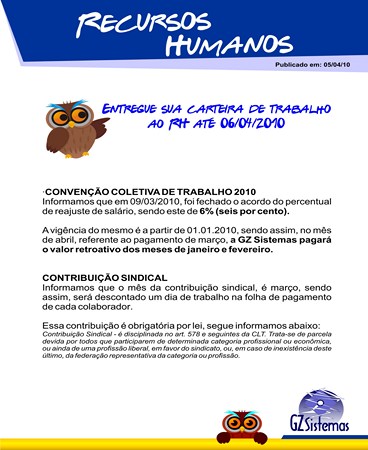 RECURSOS
HUMANOS
Publicado em: 05/04/10
ENTREGUE SUA CARTEIRA DE TRABALHO
AO RH ATÉ 06/04/2010
·CONVENÇÃO COLETIVA DE TRABALHO 2010
Informamos que em 09/03/2010, foi fechado o acordo do percentual
de reajuste de salário, sendo este de 6% (seis por cento).
A vigência do mesmo é a partir de 01.01.2010, sendo assim, no mês
de abril, referente ao pagamento de março, a GZ Sistemas pagará
o valor retroativo dos meses de janeiro e fevereiro.
CONTRIBUIÇÃO SINDICAL
Informamos que o mês da contribuição sindical, é março, sendo
assim, será descontado um dia de trabalho na folha de pagamento
de cada colaborador.
Essa contribuição é obrigatória por lei, segue informamos abaixo:
Contribuição Sindical - é disciplinada no art. 578 e seguintes da CLT. Trata-se de parcela
devida por todos que participarem de determinada categoria profissional ou econômica,
ou ainda de uma profissão liberal, em favor do sindicato, ou, em caso de inexistência deste
último, da federação representativa da categoria ou profissão.
GZ Sistemas